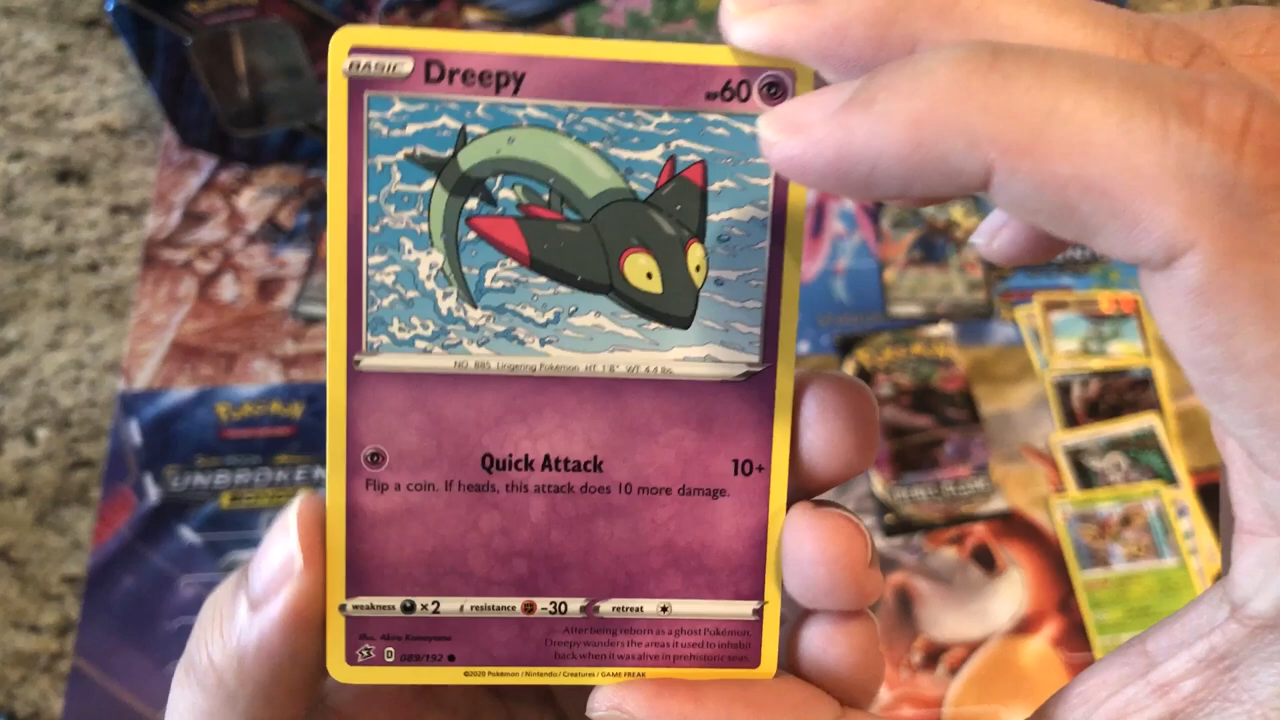 BASIC Dreepy HP60
NO. 885 Lingering Pokémon HT: 1'8" WT: 4.4 lbs.
Quick Attack 10+
Flip a coin. If heads, this attack does 10 more damage.
weakness ×2 resistance -30 retreat
Illus. Akira Komayama
After being reborn as a ghost Pokémon,
Dreepy wanders the areas it used to inhabit
back when it was alive in prehistoric seas.
D 089/192
©2020 Pokémon / Nintendo / Creatures / GAME FREAK
Pokémon
UNBROKEN
Pokémon